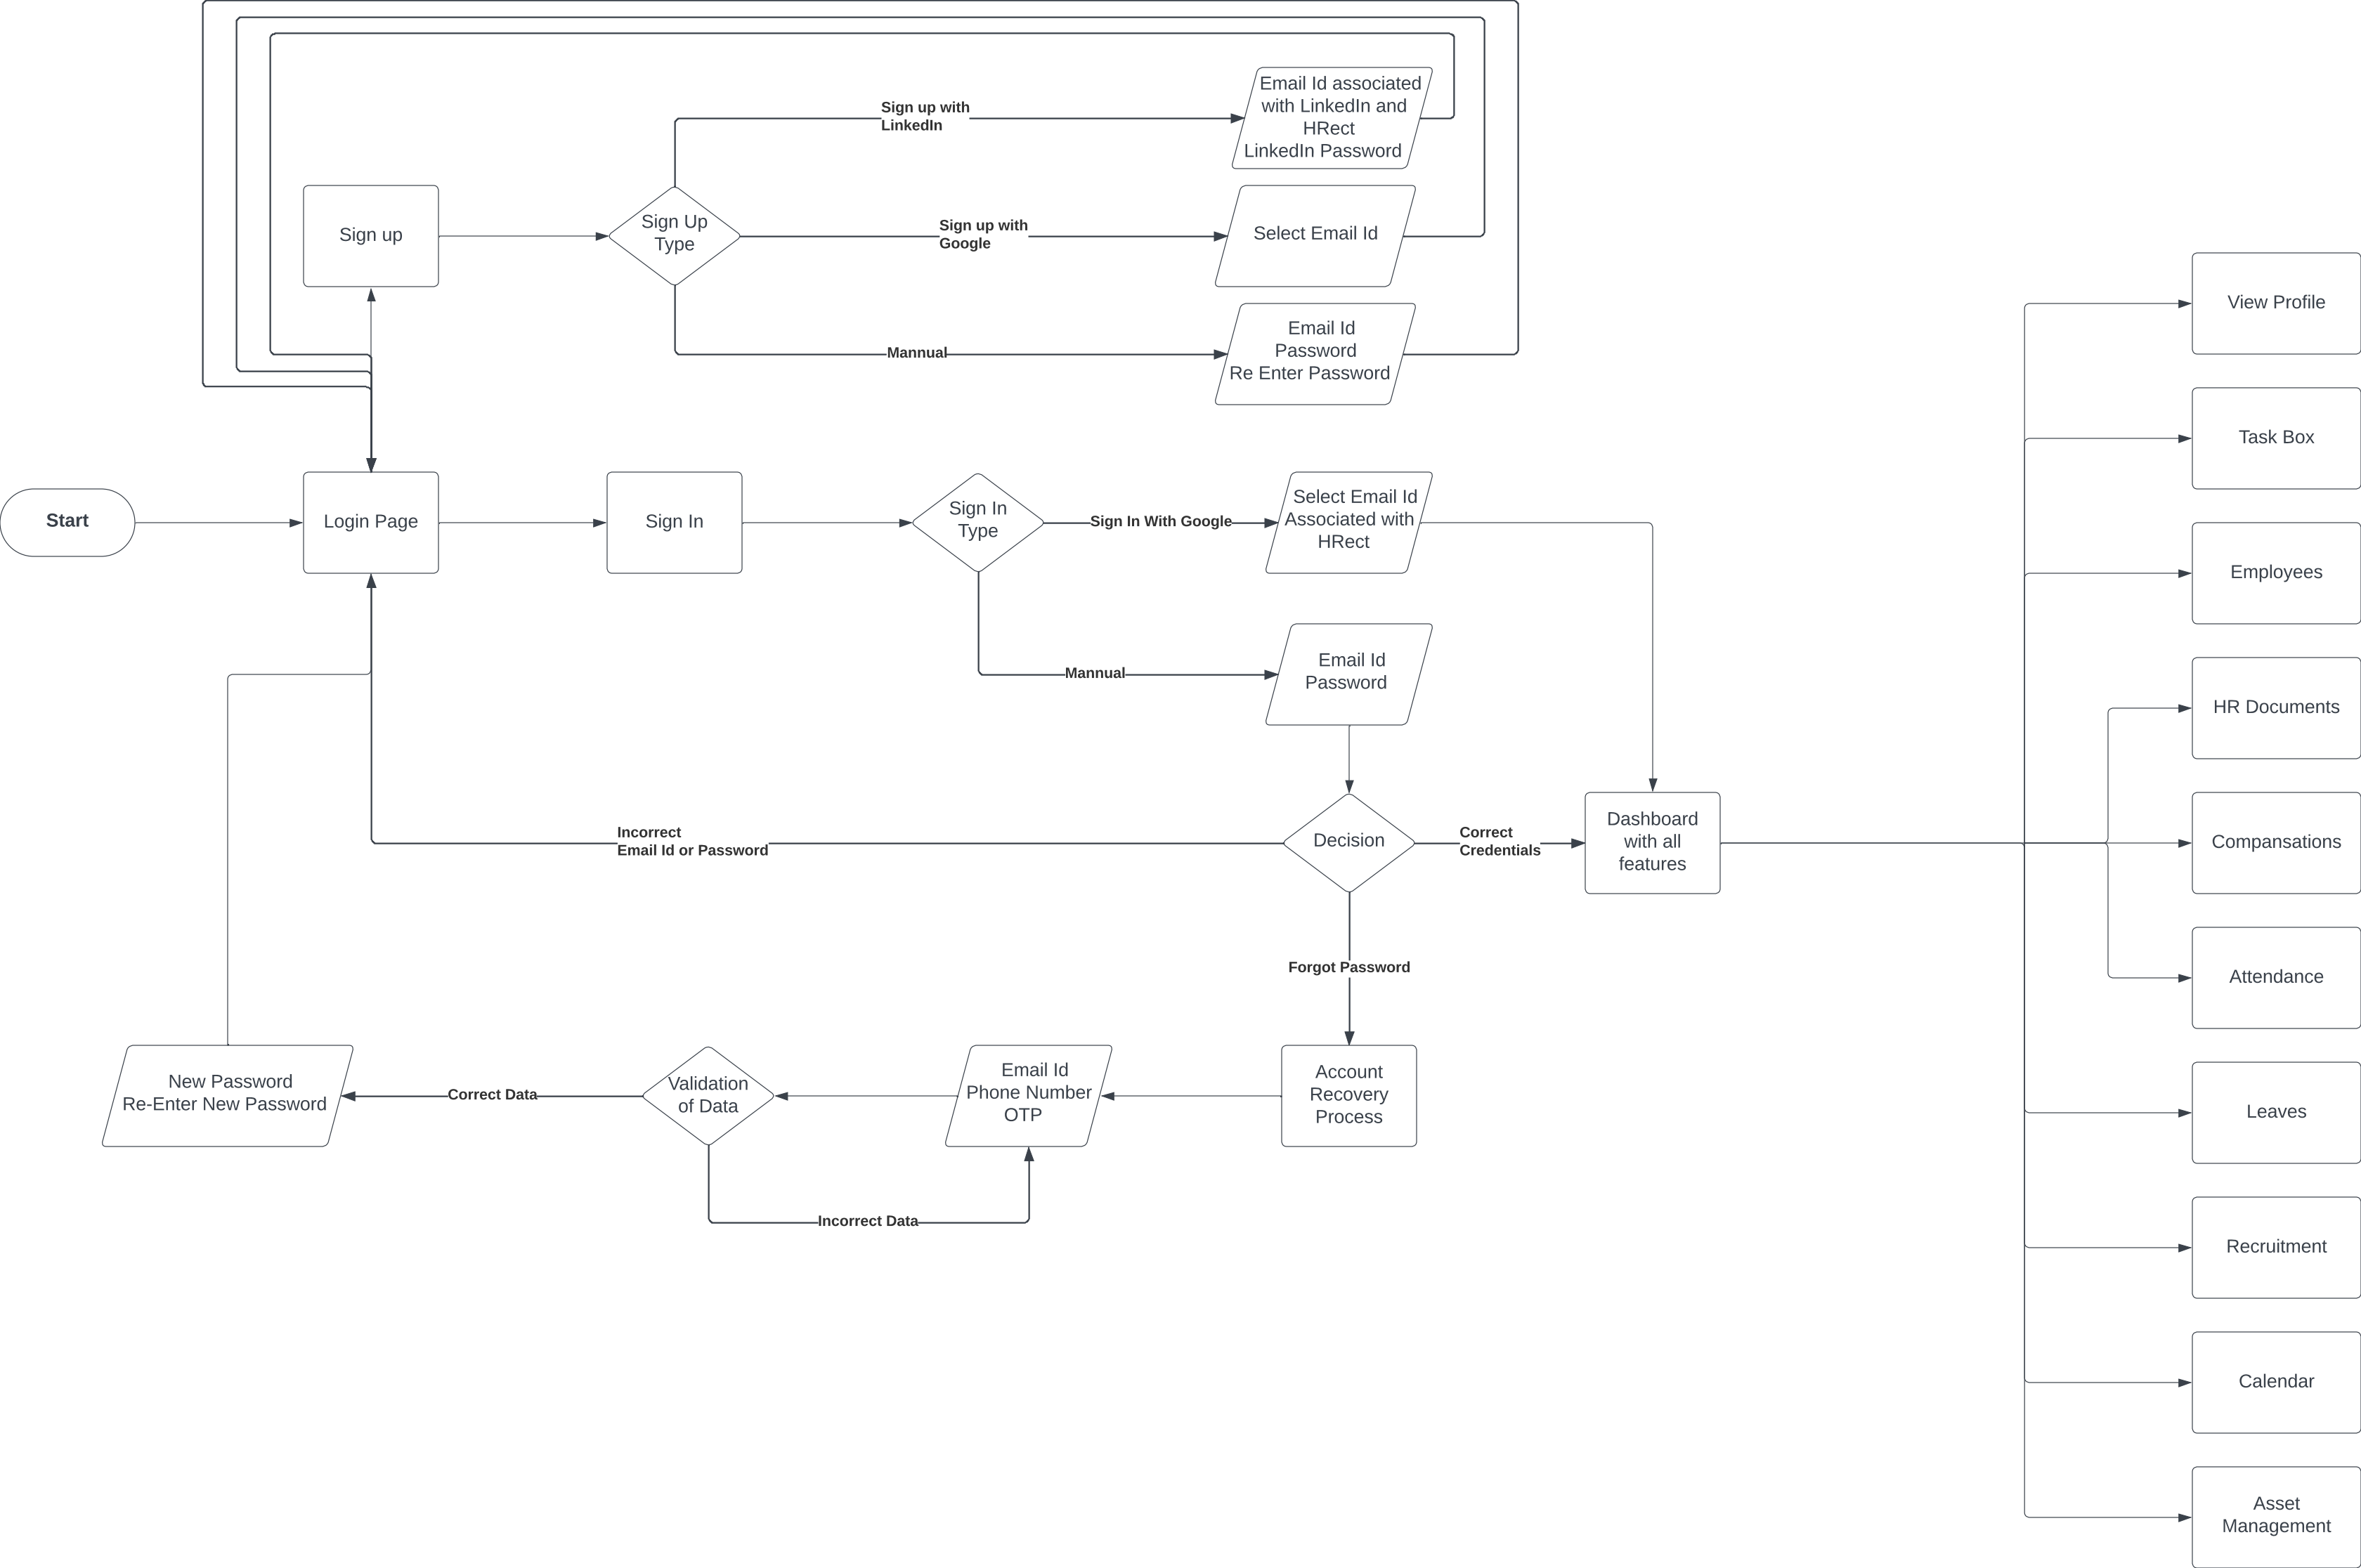 Sign up with
LinkedIn
Email Id associated
with LinkedIn and
HRect
LinkedIn Password
Sign up
Sign Up
Type
Sign up with
Google
Select Email Id
Mannual
Email Id
Password
Re Enter Password
Start
Login Page
Sign In
Sign In
Type
Sign In With Google
Select Email Id
Associated with
HRect
Mannual
Email Id
Password
Incorrect
Email Id or Password
Decision
Correct
Credentials
Dashboard
with all
features
Forgot Password
New Password
Re-Enter New Password
Correct Data
Validation
of Data
Email Id
Phone Number
OTP
Account
Recovery
Process
Incorrect Data
View Profile
Task Box
Employees
HR Documents
Compansations
Attendance
Leaves
Recruitment
Calendar
Asset
Management